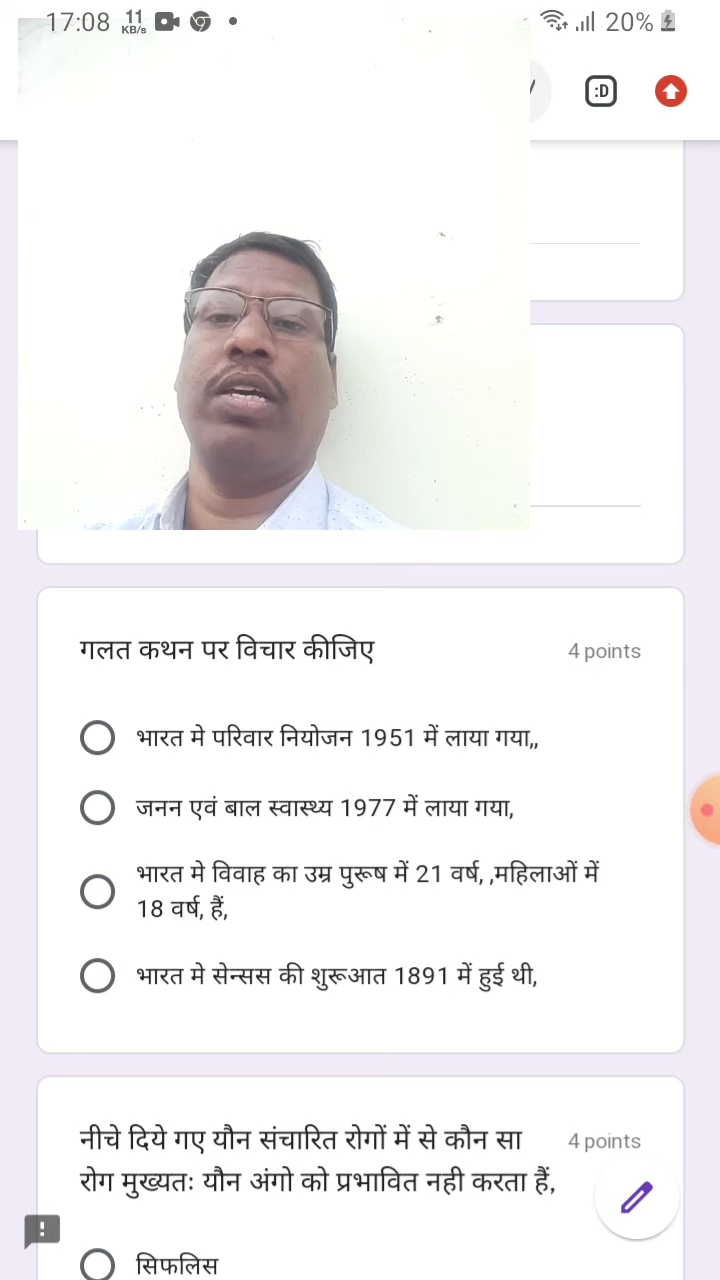 17:08 11 KB/s 20%
:D
गलत कथन पर विचार कीजिए 4 points
भारत मे परिवार नियोजन 1951 में लाया गया,,
जनन एवं बाल स्वास्थ्य 1977 में लाया गया,
भारत मे विवाह का उम्र पुरूष में 21 वर्ष, ,महिलाओं में
18 वर्ष, हैं,
भारत मे सेन्सस की शुरूआत 1891 में हुई थी,
नीचे दिये गए यौन संचारित रोगों में से कौन सा 4 points
रोग मुख्यतः यौन अंगो को प्रभावित नही करता हैं,
सिफलिस